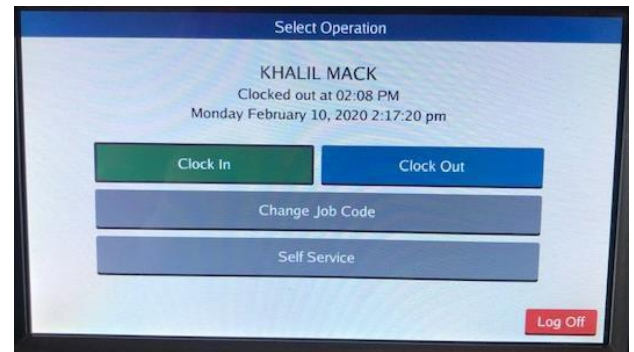 Select Operation
KHALIL MACK
Clocked out at 02:08 PM
Monday February 10, 2020 2:17:20 pm
Clock In
Clock Out
Change Job Code
Self Service
Log Off